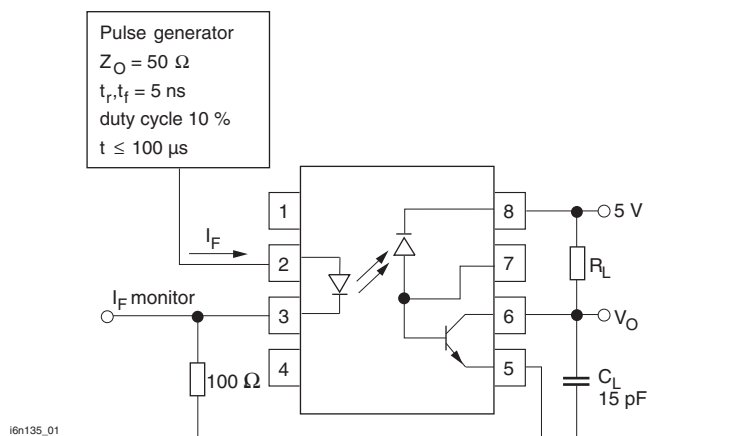 Pulse generator
Z_O = 50 Ω
t_r,t_f = 5 ns
duty cycle 10 %
t ≤ 100 µs
1
8
5 V
I_F
2
7
R_L
I_F monitor
3
6
V_O
4
5
100 Ω
C_L
15 pF
i6n135_01